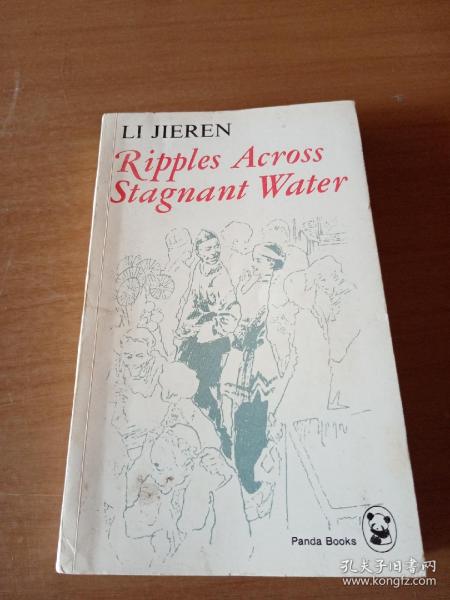 LI JIEREN
Ripples Across
Stagnant Water
Panda Books
孔夫子旧书网
www.kongfz.com